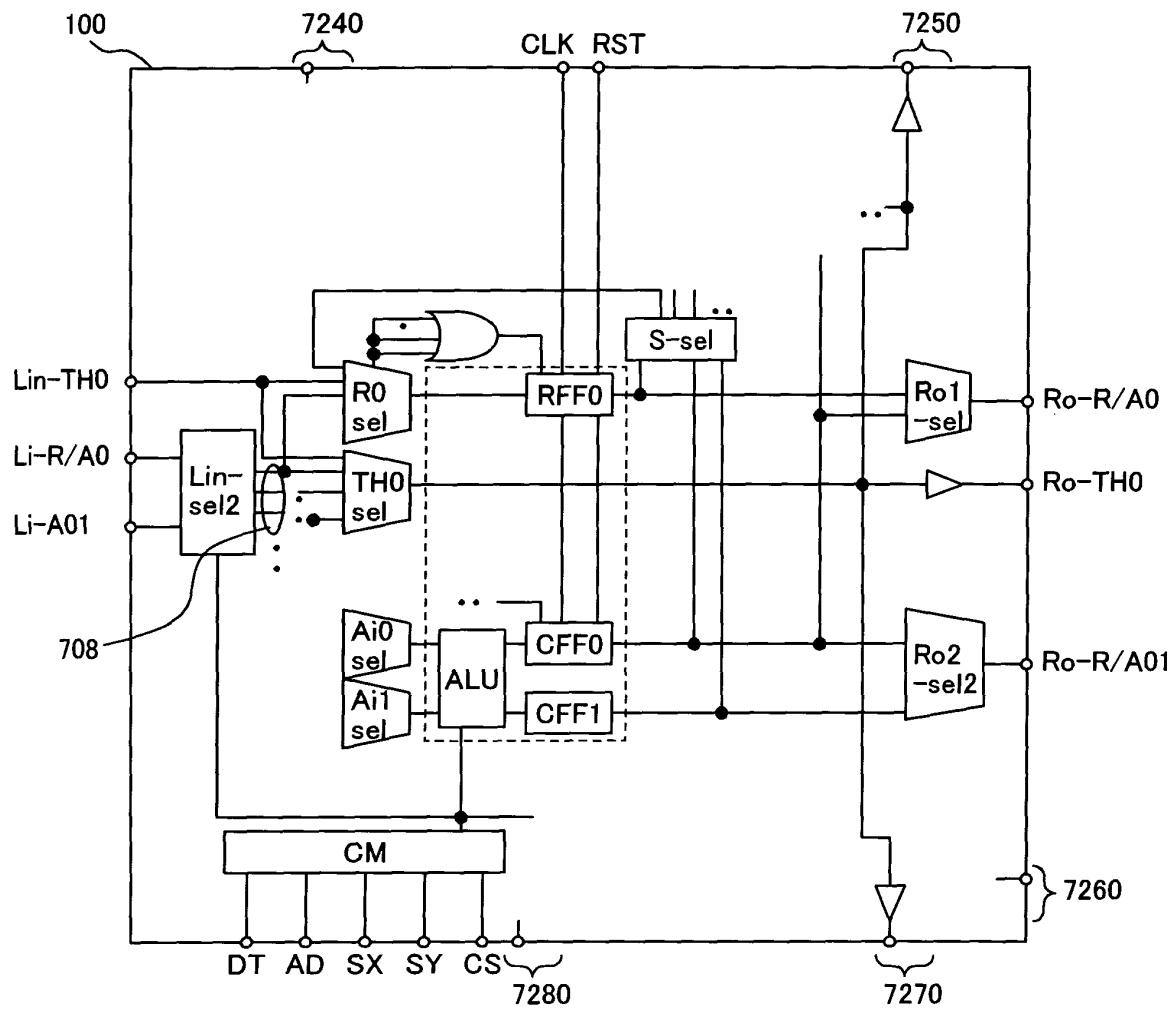 100
7240
CLK RST
7250
S-sel
Lin-TH0
R0
sel
RFF0
Ro1
-sel
Ro-R/A0
Li-R/A0
Lin-
sel2
TH0
sel
Ro-TH0
Li-A01
708
Ai0
sel
ALU
CFF0
Ro2
-sel2
Ro-R/A01
Ai1
sel
CFF1
CM
7260
DT AD SX SY CS
7280
7270